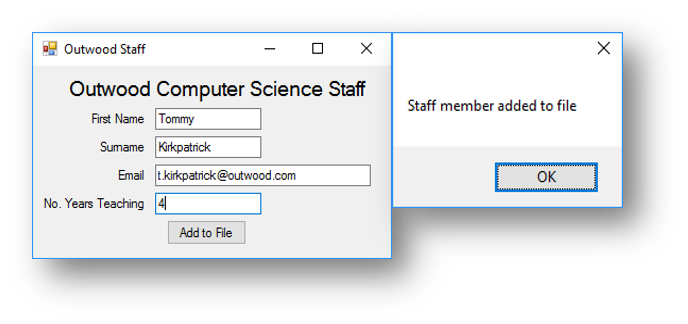 Outwood Staff
Outwood Computer Science Staff
First Name Tommy
Surname Kirkpatrick
Email t.kirkpatrick@outwood.com
No. Years Teaching 4
Add to File
Staff member added to file
OK